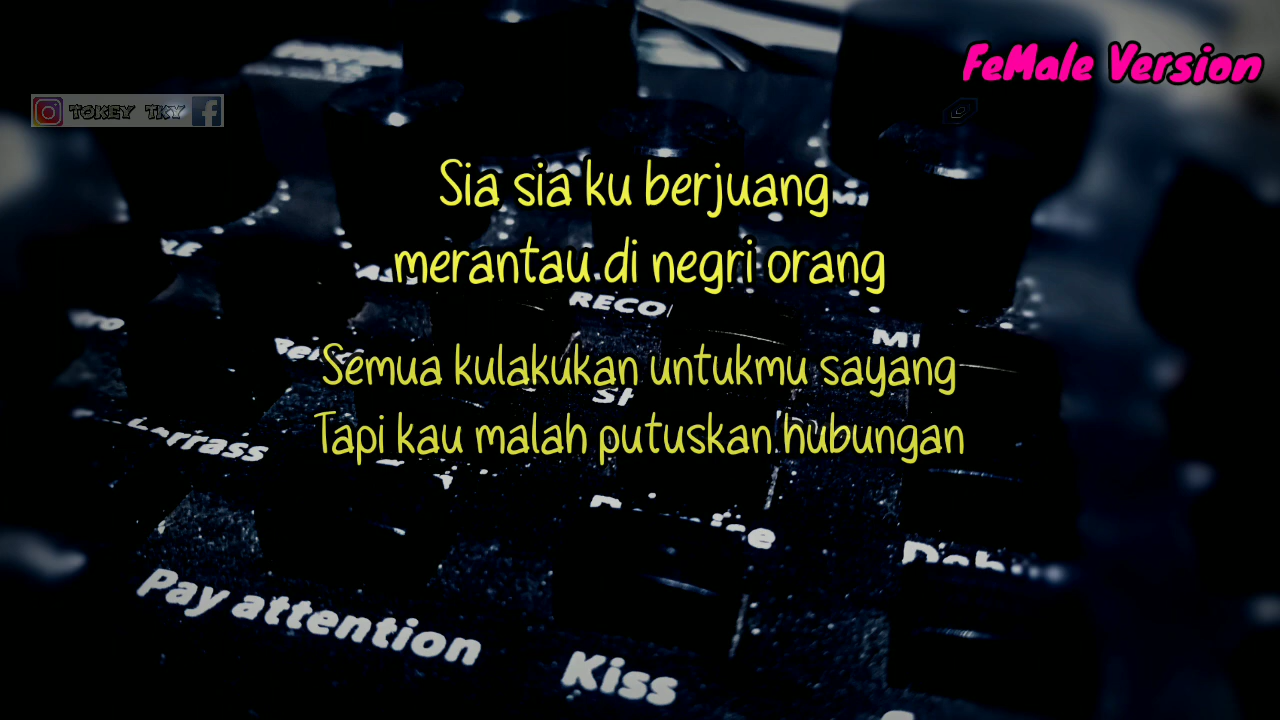 FeMale Version
TOKEY TKY
Sia sia ku berjuang
merantau di negri orang
RECO
Semua kulakukan untukmu sayang
Tapi kau malah putuskan hubungan
Pay attention
Kiss